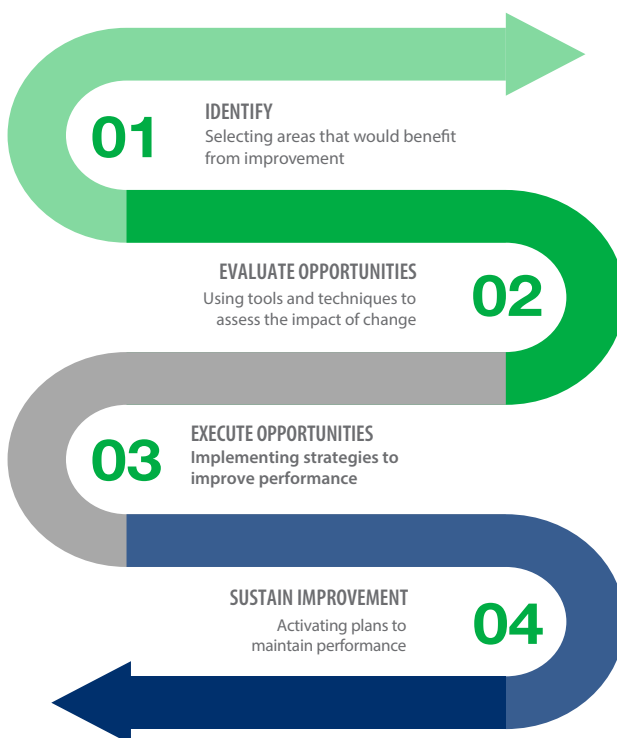 01
IDENTIFY
Selecting areas that would benefit
from improvement
EVALUATE OPPORTUNITIES
Using tools and techniques to
assess the impact of change
02
03
EXECUTE OPPORTUNITIES
Implementing strategies to
improve performance
SUSTAIN IMPROVEMENT
Activating plans to
maintain performance
04